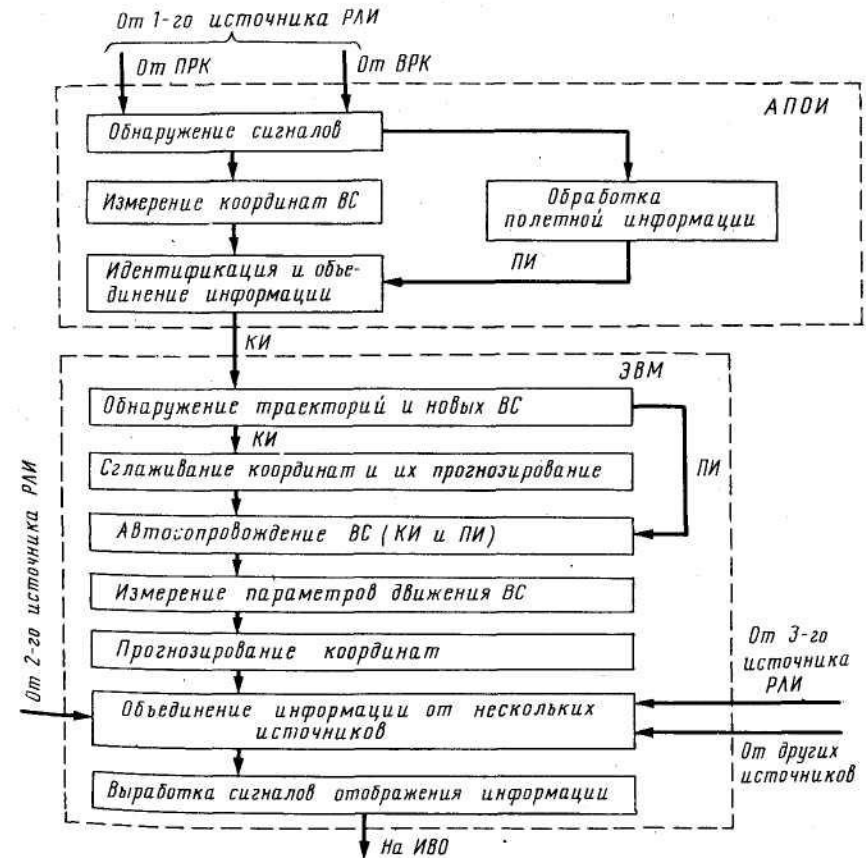 От 1-го источника РЛИ
От ПРК
От ВРК
АПОИ
Обнаружение сигналов
Измерение координат ВС
Обработка
полетной информации
ПИ
Идентификация и объе-
динение информации
КИ
ЭВМ
Обнаружение траекторий и новых ВС
КИ
Сглаживание координат и их прогнозирование
ПИ
Автосопровождение ВС (КИ и ПИ)
Измерение параметров движения ВС
Прогнозирование координат
От 2-го источника РЛИ
От 3-го
источника
РЛИ
Объединение информации от нескольких
источников
От других
источников
Выработка сигналов отображения информации
На ИВО